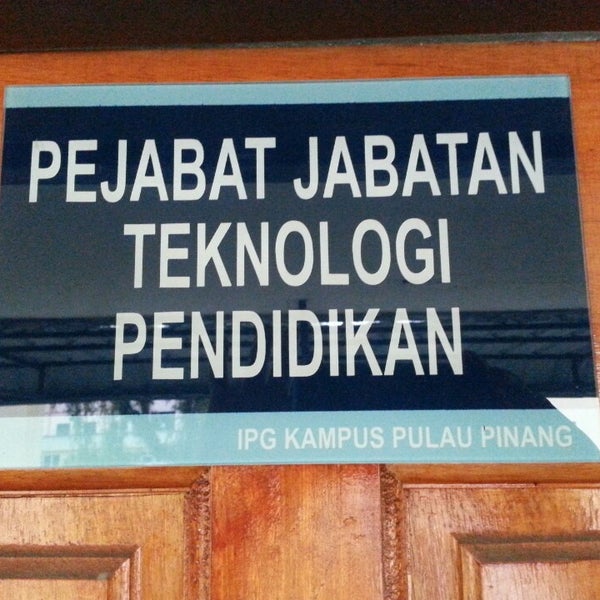 PEJABAT JABATAN
TEKNOLOGI
PENDIDIKAN
IPG KAMPUS PULAU PINANG